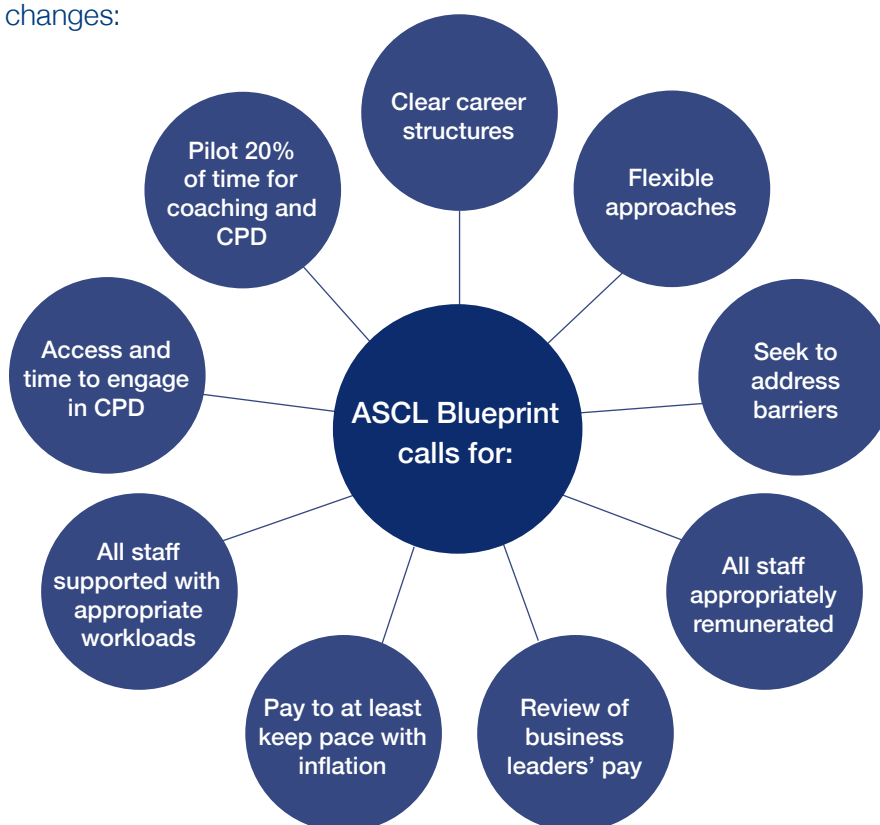 changes:
Clear career
structures
Flexible
approaches
Seek to
address
barriers
All staff
appropriately
remunerated
Review of
business
leaders’ pay
Pay to at least
keep pace with
inflation
All staff
supported with
appropriate
workloads
Access and
time to engage
in CPD
Pilot 20%
of time for
coaching and
CPD
ASCL Blueprint
calls for: